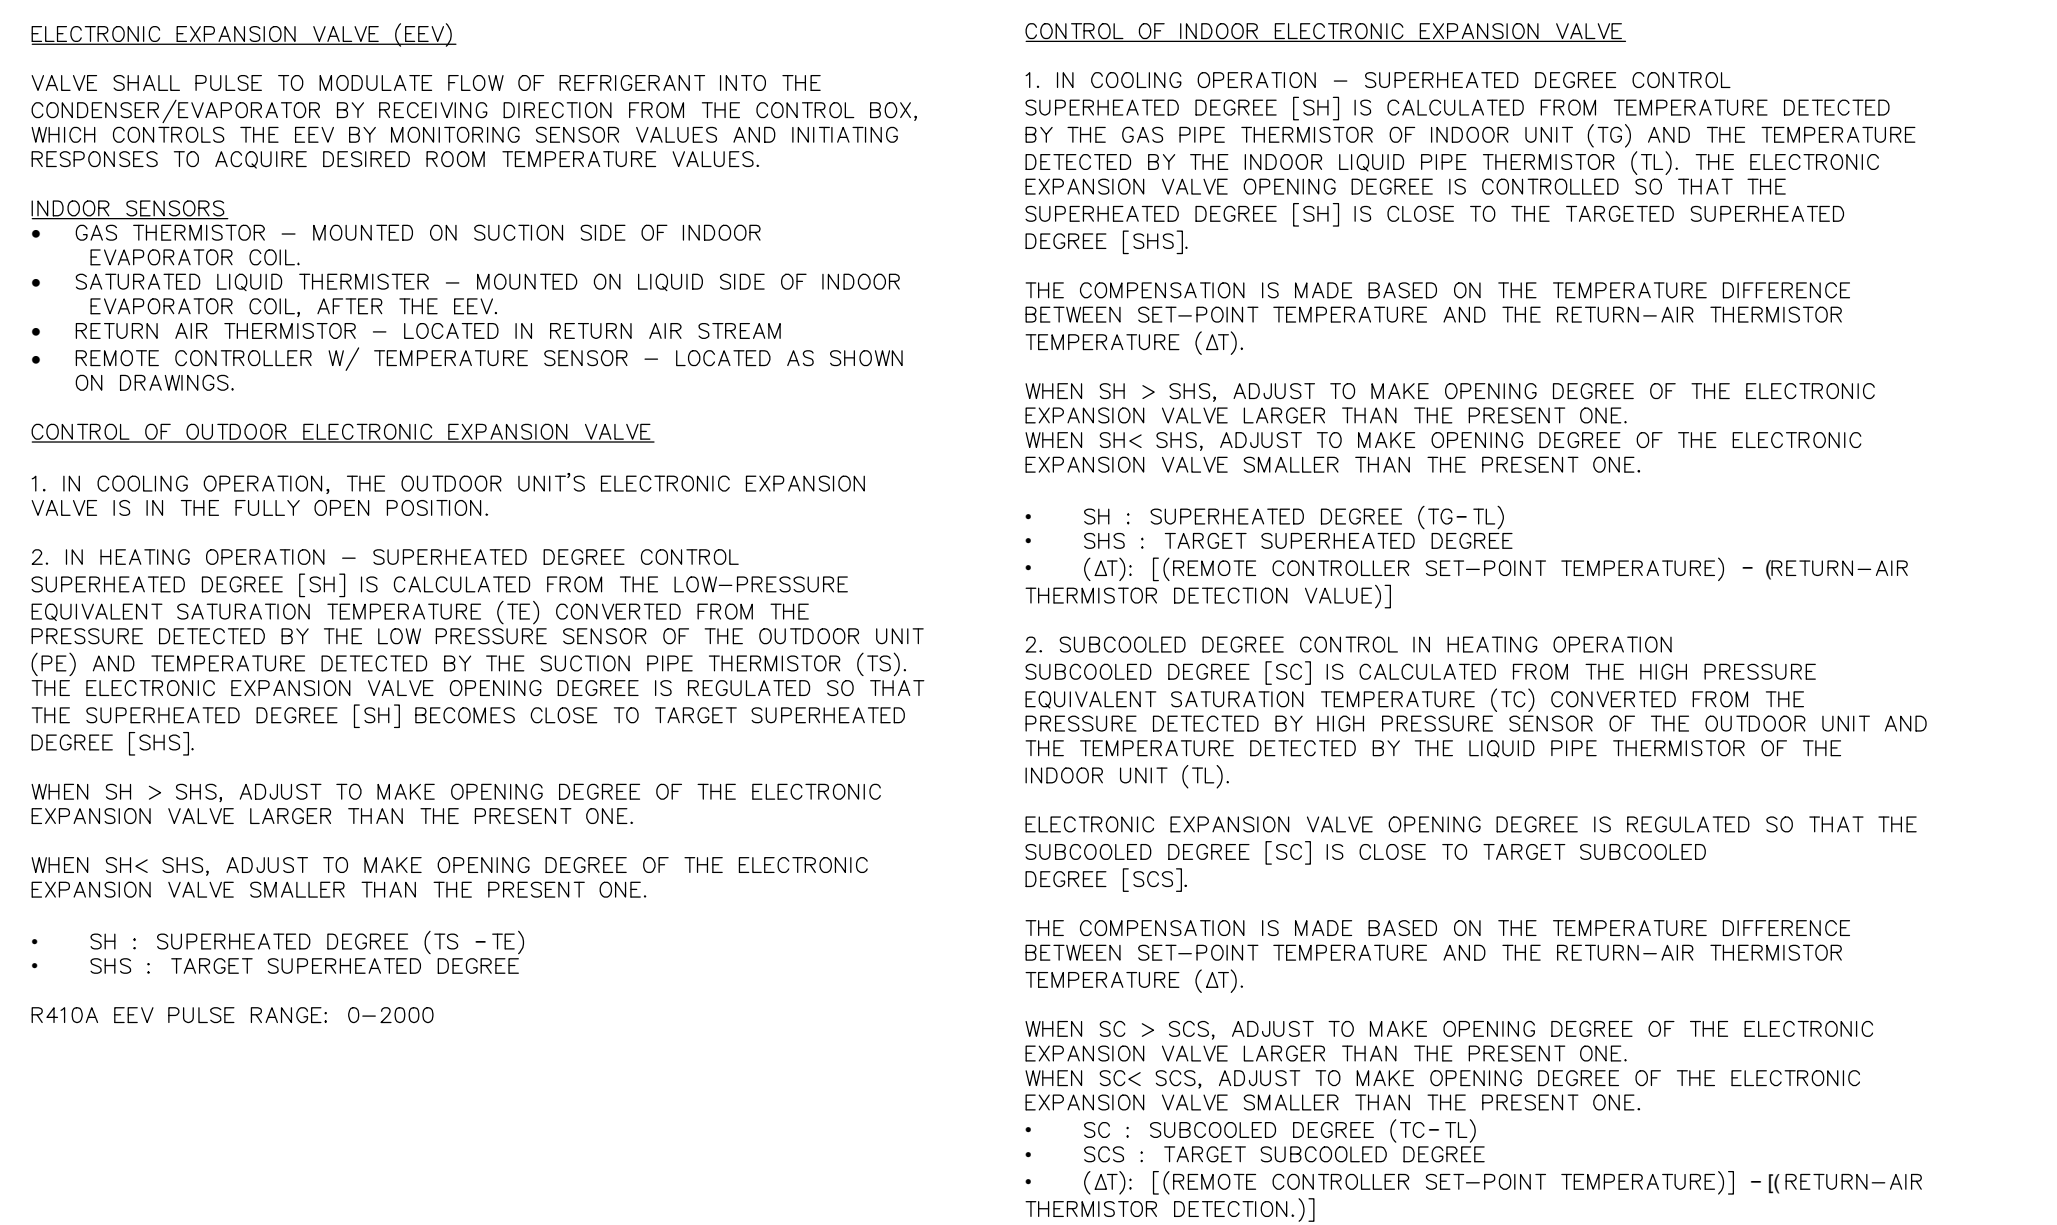 ELECTRONIC EXPANSION VALVE (EEV)
VALVE SHALL PULSE TO MODULATE FLOW OF REFRIGERANT INTO THE
CONDENSER/EVAPORATOR BY RECEIVING DIRECTION FROM THE CONTROL BOX,
WHICH CONTROLS THE EEV BY MONITORING SENSOR VALUES AND INITIATING
RESPONSES TO ACQUIRE DESIRED ROOM TEMPERATURE VALUES.
INDOOR SENSORS
• GAS THERMISTOR – MOUNTED ON SUCTION SIDE OF INDOOR
EVAPORATOR COIL.
• SATURATED LIQUID THERMISTER – MOUNTED ON LIQUID SIDE OF INDOOR
EVAPORATOR COIL, AFTER THE EEV.
• RETURN AIR THERMISTOR – LOCATED IN RETURN AIR STREAM
• REMOTE CONTROLLER W/ TEMPERATURE SENSOR – LOCATED AS SHOWN
ON DRAWINGS.
CONTROL OF OUTDOOR ELECTRONIC EXPANSION VALVE
1. IN COOLING OPERATION, THE OUTDOOR UNIT'S ELECTRONIC EXPANSION
VALVE IS IN THE FULLY OPEN POSITION.
2. IN HEATING OPERATION – SUPERHEATED DEGREE CONTROL
SUPERHEATED DEGREE [SH] IS CALCULATED FROM THE LOW–PRESSURE
EQUIVALENT SATURATION TEMPERATURE (TE) CONVERTED FROM THE
PRESSURE DETECTED BY THE LOW PRESSURE SENSOR OF THE OUTDOOR UNIT
(PE) AND TEMPERATURE DETECTED BY THE SUCTION PIPE THERMISTOR (TS).
THE ELECTRONIC EXPANSION VALVE OPENING DEGREE IS REGULATED SO THAT
THE SUPERHEATED DEGREE [SH] BECOMES CLOSE TO TARGET SUPERHEATED
DEGREE [SHS].
WHEN SH > SHS, ADJUST TO MAKE OPENING DEGREE OF THE ELECTRONIC
EXPANSION VALVE LARGER THAN THE PRESENT ONE.
WHEN SH< SHS, ADJUST TO MAKE OPENING DEGREE OF THE ELECTRONIC
EXPANSION VALVE SMALLER THAN THE PRESENT ONE.
• SH : SUPERHEATED DEGREE (TS -TE)
• SHS : TARGET SUPERHEATED DEGREE
R410A EEV PULSE RANGE: 0–2000
CONTROL OF INDOOR ELECTRONIC EXPANSION VALVE
1. IN COOLING OPERATION – SUPERHEATED DEGREE CONTROL
SUPERHEATED DEGREE [SH] IS CALCULATED FROM TEMPERATURE DETECTED
BY THE GAS PIPE THERMISTOR OF INDOOR UNIT (TG) AND THE TEMPERATURE
DETECTED BY THE INDOOR LIQUID PIPE THERMISTOR (TL). THE ELECTRONIC
EXPANSION VALVE OPENING DEGREE IS CONTROLLED SO THAT THE
SUPERHEATED DEGREE [SH] IS CLOSE TO THE TARGETED SUPERHEATED
DEGREE [SHS].
THE COMPENSATION IS MADE BASED ON THE TEMPERATURE DIFFERENCE
BETWEEN SET–POINT TEMPERATURE AND THE RETURN–AIR THERMISTOR
TEMPERATURE (ΔT).
WHEN SH > SHS, ADJUST TO MAKE OPENING DEGREE OF THE ELECTRONIC
EXPANSION VALVE LARGER THAN THE PRESENT ONE.
WHEN SH< SHS, ADJUST TO MAKE OPENING DEGREE OF THE ELECTRONIC
EXPANSION VALVE SMALLER THAN THE PRESENT ONE.
• SH : SUPERHEATED DEGREE (TG-TL)
• SHS : TARGET SUPERHEATED DEGREE
• (ΔT): [(REMOTE CONTROLLER SET–POINT TEMPERATURE) - (RETURN–AIR
THERMISTOR DETECTION VALUE)]
2. SUBCOOLED DEGREE CONTROL IN HEATING OPERATION
SUBCOOLED DEGREE [SC] IS CALCULATED FROM THE HIGH PRESSURE
EQUIVALENT SATURATION TEMPERATURE (TC) CONVERTED FROM THE
PRESSURE DETECTED BY HIGH PRESSURE SENSOR OF THE OUTDOOR UNIT AND
THE TEMPERATURE DETECTED BY THE LIQUID PIPE THERMISTOR OF THE
INDOOR UNIT (TL).
ELECTRONIC EXPANSION VALVE OPENING DEGREE IS REGULATED SO THAT THE
SUBCOOLED DEGREE [SC] IS CLOSE TO TARGET SUBCOOLED
DEGREE [SCS].
THE COMPENSATION IS MADE BASED ON THE TEMPERATURE DIFFERENCE
BETWEEN SET–POINT TEMPERATURE AND THE RETURN–AIR THERMISTOR
TEMPERATURE (ΔT).
WHEN SC > SCS, ADJUST TO MAKE OPENING DEGREE OF THE ELECTRONIC
EXPANSION VALVE LARGER THAN THE PRESENT ONE.
WHEN SC< SCS, ADJUST TO MAKE OPENING DEGREE OF THE ELECTRONIC
EXPANSION VALVE SMALLER THAN THE PRESENT ONE.
• SC : SUBCOOLED DEGREE (TC-TL)
• SCS : TARGET SUBCOOLED DEGREE
• (ΔT): [(REMOTE CONTROLLER SET–POINT TEMPERATURE)] - [(RETURN–AIR
THERMISTOR DETECTION.)]